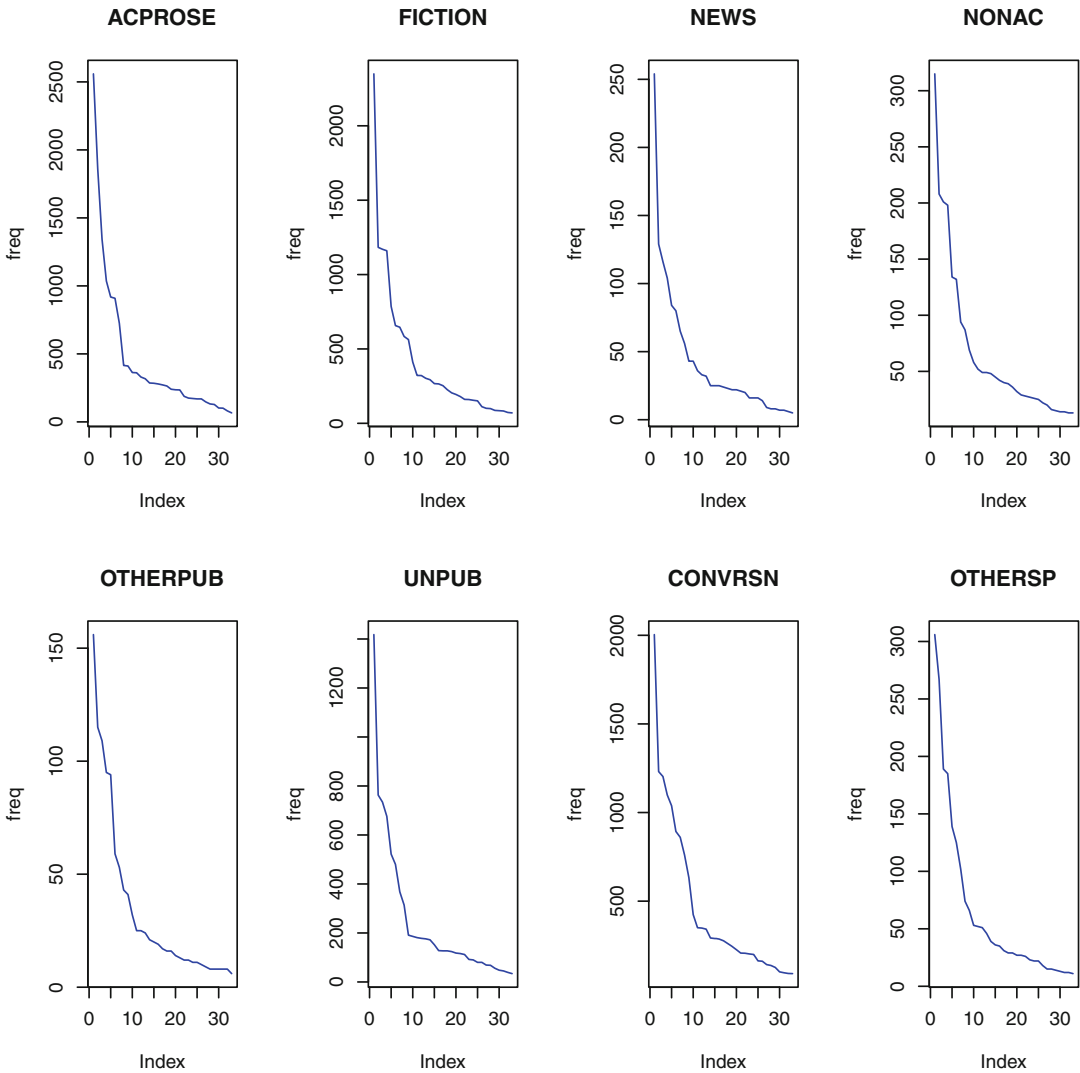 ACPROSE
freq
0 500 1000 1500 2000 2500
0 10 20 30
Index
FICTION
freq
0 500 1000 1500 2000
0 10 20 30
Index
NEWS
freq
0 50 100 150 200 250
0 10 20 30
Index
NONAC
freq
50 100 150 200 250 300
0 10 20 30
Index
OTHERPUB
freq
0 50 100 150
0 10 20 30
Index
UNPUB
freq
0 200 400 600 800 1200
0 10 20 30
Index
CONVRSN
freq
500 1000 1500 2000
0 10 20 30
Index
OTHERSP
freq
0 50 100 150 200 250 300
0 10 20 30
Index